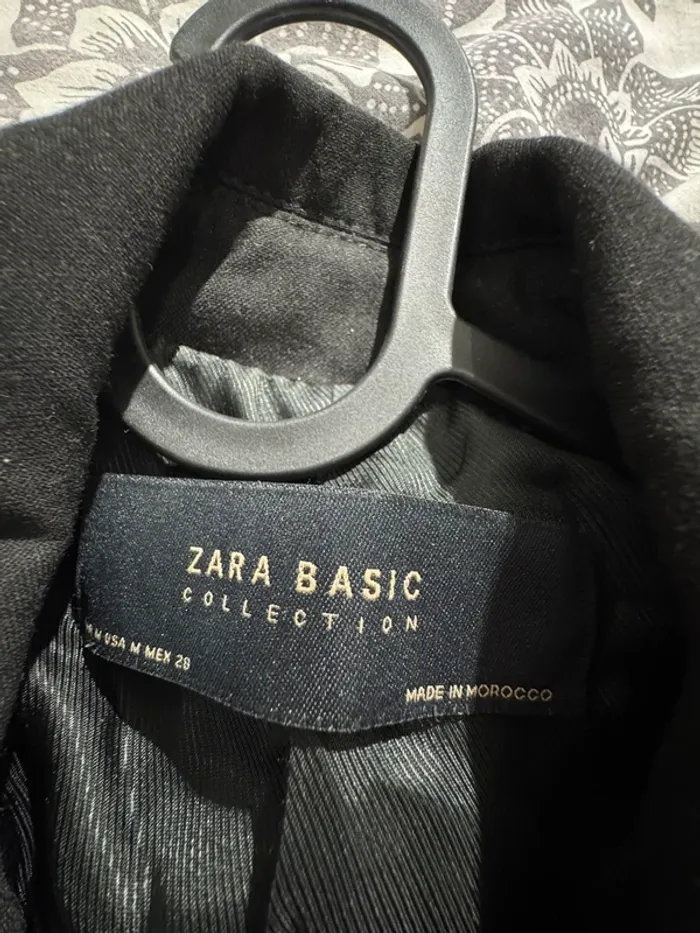 ZARA BASIC
COLLECTION
M USA M MEX 28
MADE IN MOROCCO